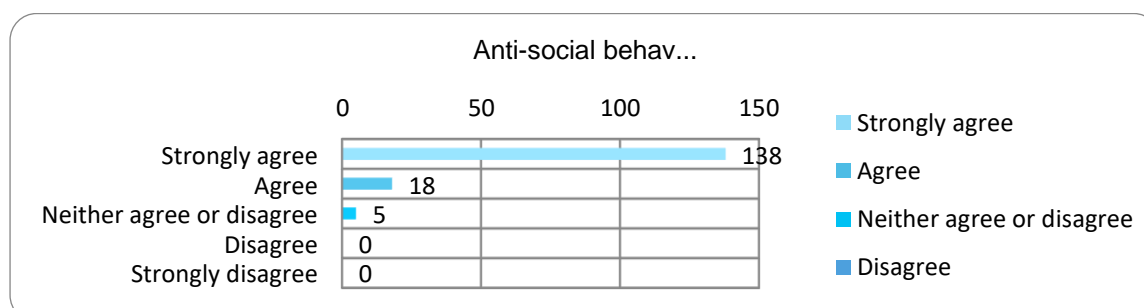 Anti-social behav...
0 50 100 150
Strongly agree 138
Agree 18
Neither agree or disagree 5
Disagree 0
Strongly disagree 0
Strongly agree
Agree
Neither agree or disagree
Disagree